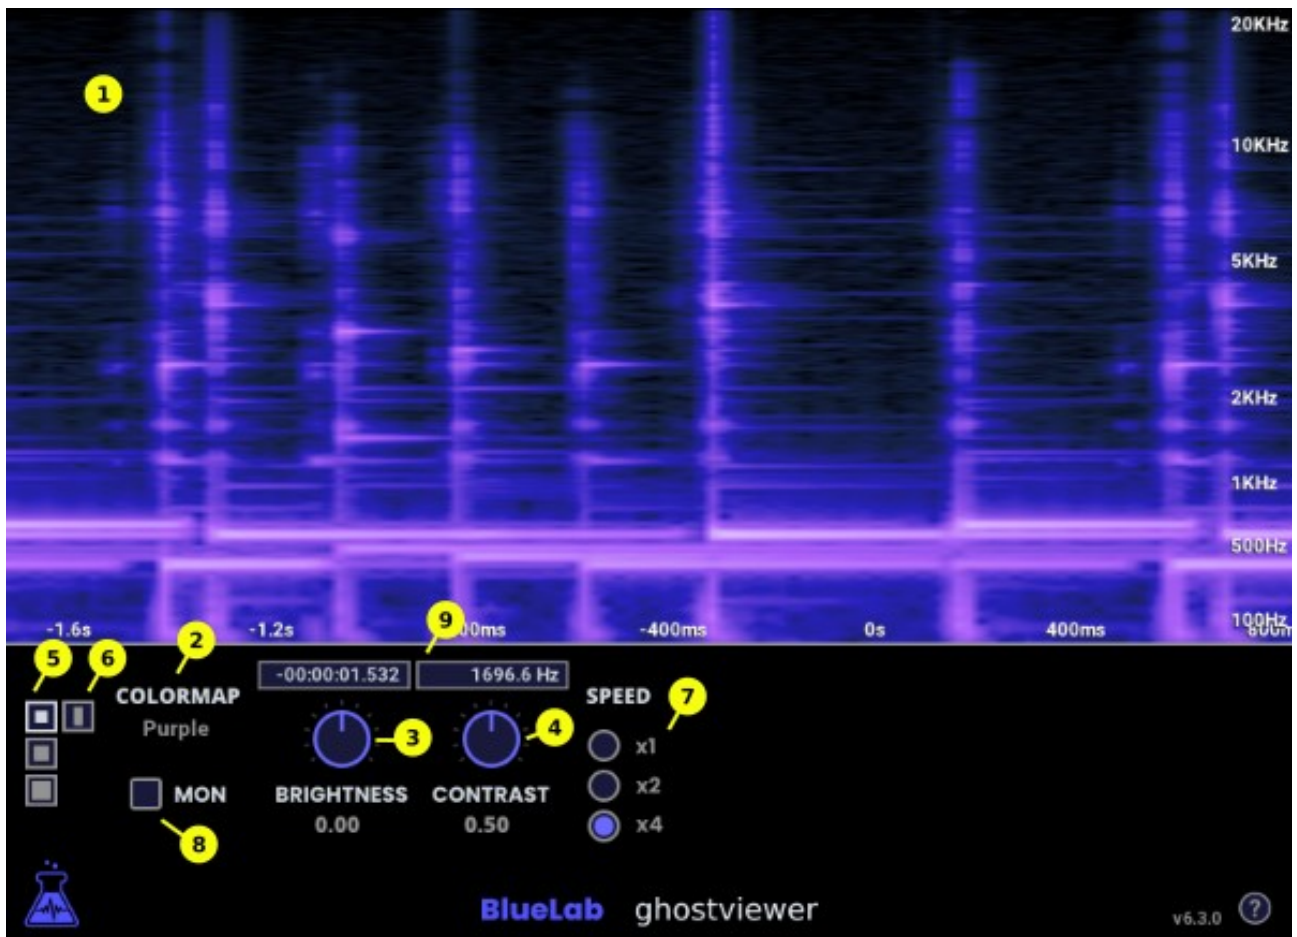 20KHz
1
10KHz
5KHz
2KHz
1KHz
500Hz
100Hz
-1.6s -1.2s 00ms -400ms 0s 400ms
9
5 6 2
-00:00:01.532 1696.6 Hz
COLORMAP SPEED 7
Purple 3 4 x1
x2
MON BRIGHTNESS CONTRAST
0.00 0.50 x4
8
BlueLab ghostviewer
v6.3.0 ?